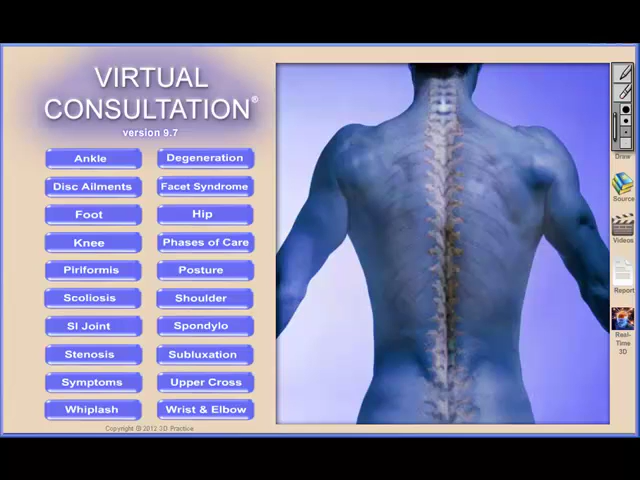 VIRTUAL
CONSULTATION®
version 9.7
Ankle
Degeneration
Disc Ailments
Facet Syndrome
Foot
Hip
Knee
Phases of Care
Piriformis
Posture
Scoliosis
Shoulder
SI Joint
Spondylo
Stenosis
Subluxation
Symptoms
Upper Cross
Whiplash
Wrist & Elbow
Copyright © 2012 3D Practice
Draw
Source
Videos
Report
Real-
Time
3D